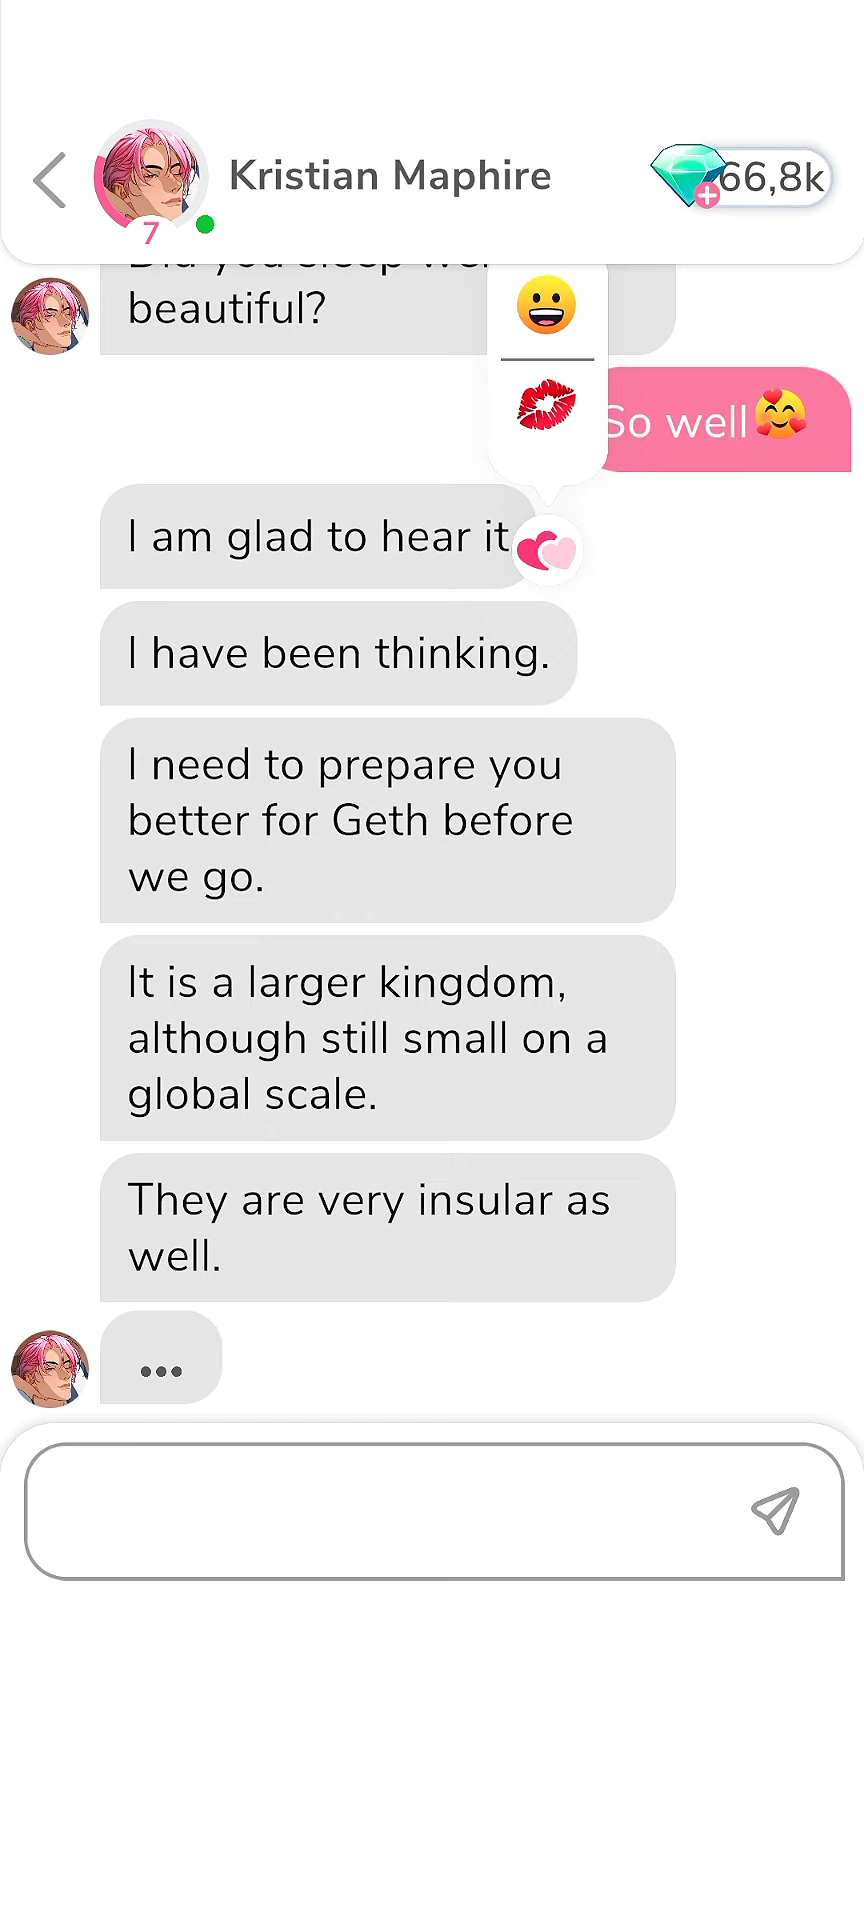 Kristian Maphire
66,8k
7
beautiful?
So well
I am glad to hear it
I have been thinking.
I need to prepare you
better for Geth before
we go.
It is a larger kingdom,
although still small on a
global scale.
They are very insular as
well.